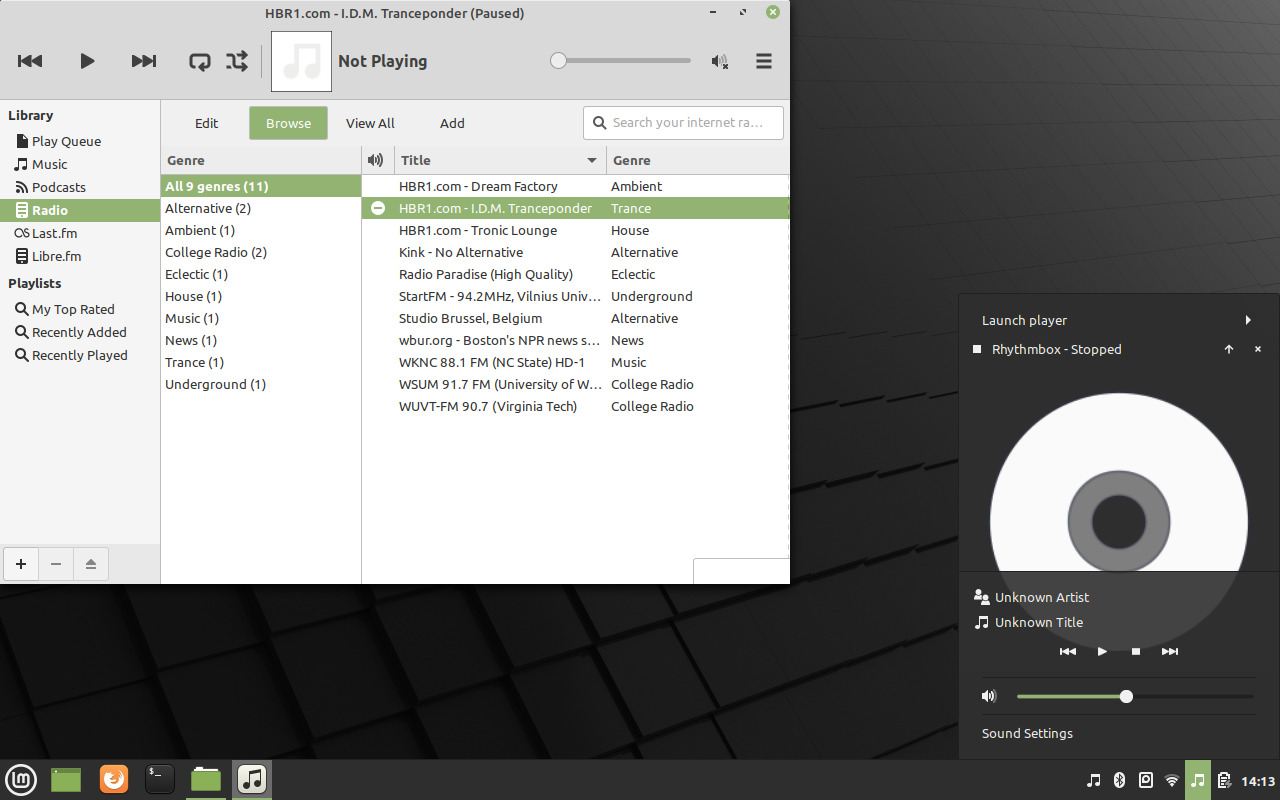 HBR1.com - I.D.M. Tranceponder (Paused)
Not Playing
Library
Play Queue
Music
Podcasts
Radio
Last.fm
Libre.fm
Playlists
My Top Rated
Recently Added
Recently Played
Edit Browse View All Add Search your internet ra…
Genre Title Genre
All 9 genres (11)
Alternative (2)
Ambient (1)
College Radio (2)
Eclectic (1)
House (1)
Music (1)
News (1)
Trance (1)
Underground (1)
HBR1.com - Dream Factory Ambient
HBR1.com - I.D.M. Tranceponder Trance
HBR1.com - Tronic Lounge House
Kink - No Alternative Alternative
Radio Paradise (High Quality) Eclectic
StartFM - 94.2MHz, Vilnius Univ… Underground
Studio Brussel, Belgium Alternative
wbur.org - Boston's NPR news s… News
WKNC 88.1 FM (NC State) HD-1 Music
WSUM 91.7 FM (University of W… College Radio
WUVT-FM 90.7 (Virginia Tech) College Radio
Launch player
Rhythmbox - Stopped
Unknown Artist
Unknown Title
Sound Settings
$_
14:13